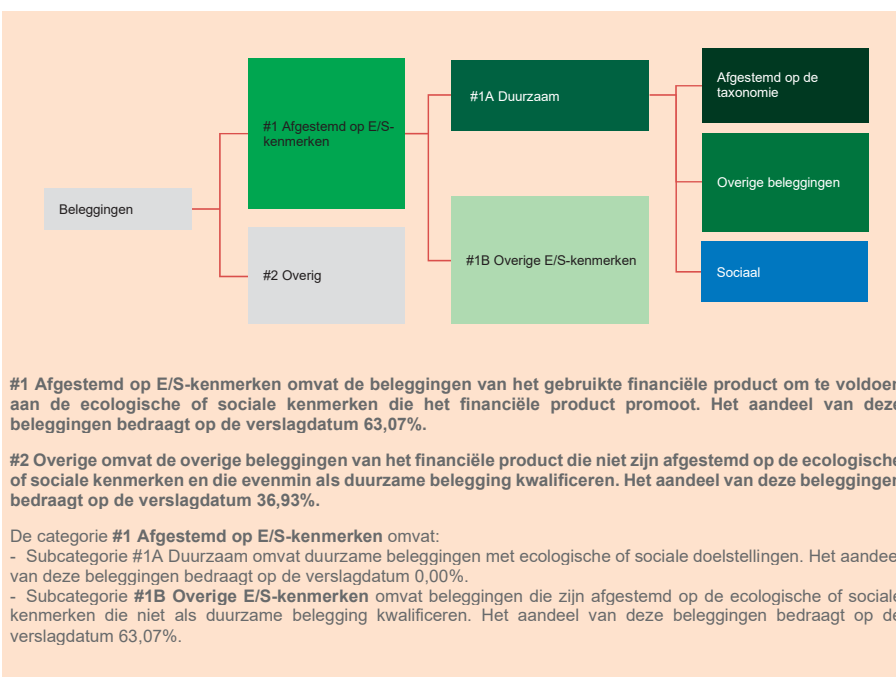 Afgestemd op de
taxonomie
#1A Duurzaam
#1 Afgestemd op E/S-
kenmerken
Overige beleggingen
Beleggingen
#1B Overige E/S-kenmerken
#2 Overig
Sociaal
#1 Afgestemd op E/S-kenmerken omvat de beleggingen van het gebruikte financiële product om te voldoen
aan de ecologische of sociale kenmerken die het financiële product promoot. Het aandeel van deze
beleggingen bedraagt op de verslagdatum 63,07%.
#2 Overige omvat de overige beleggingen van het financiële product die niet zijn afgestemd op de ecologische
of sociale kenmerken en die evenmin als duurzame belegging kwalificeren. Het aandeel van deze beleggingen
bedraagt op de verslagdatum 36,93%.
De categorie #1 Afgestemd op E/S-kenmerken omvat:
- Subcategorie #1A Duurzaam omvat duurzame beleggingen met ecologische of sociale doelstellingen. Het aandeel
van deze beleggingen bedraagt op de verslagdatum 0,00%.
- Subcategorie #1B Overige E/S-kenmerken omvat beleggingen die zijn afgestemd op de ecologische of sociale
kenmerken die niet als duurzame belegging kwalificeren. Het aandeel van deze beleggingen bedraagt op de
verslagdatum 63,07%.